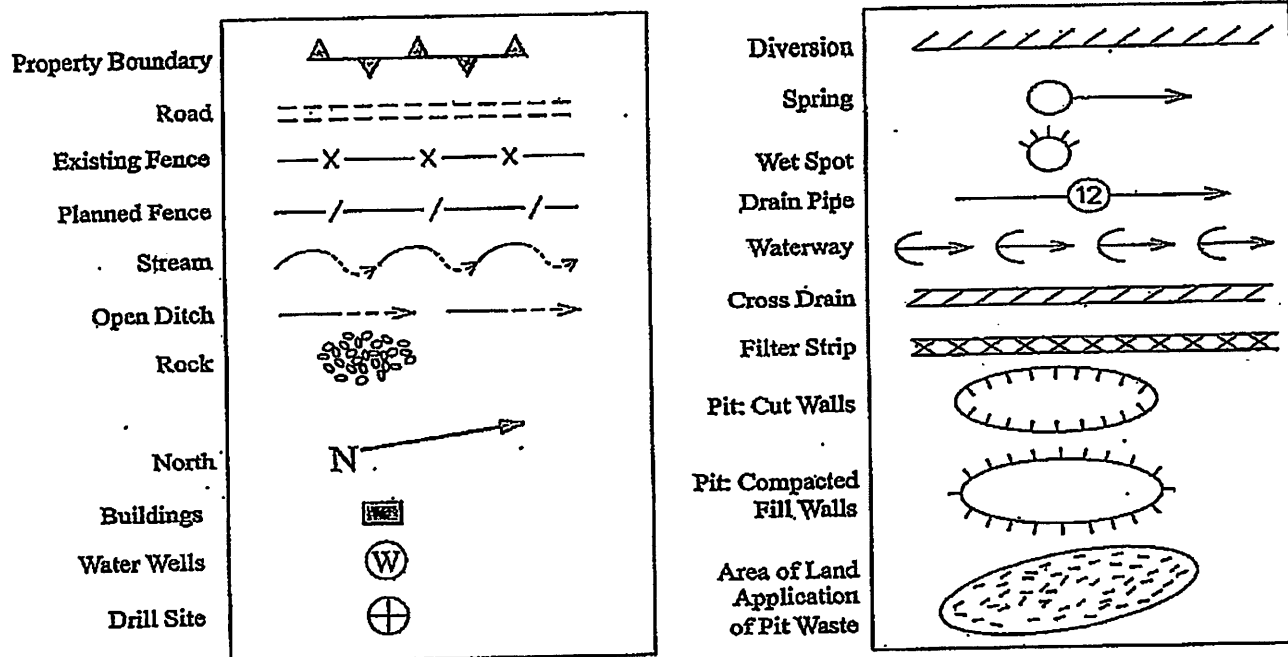 Property Boundary
Road
Existing Fence
Planned Fence
Stream
Open Ditch
Rock
North
N
Buildings
Water Wells
W
Drill Site
Diversion
Spring
Wet Spot
Drain Pipe
12
Waterway
Cross Drain
Filter Strip
Pit: Cut Walls
Pit: Compacted
Fill Walls
Area of Land
Application
of Pit Waste